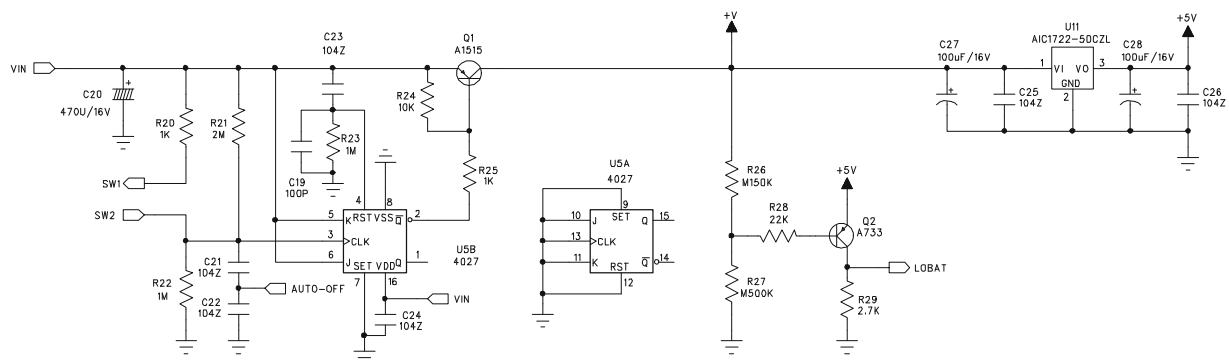 VIN
C20
470U/16V
R20
1K
R21
2M
C23
104Z
R23
1M
C19
100P
R24
10K
Q1
A1515
R25
1K
SW1
SW2
R22
1M
C21
104Z
C22
104Z
AUTO-OFF
4
8
5
K
RST
VSS
Q
2
3
CLK
6
J
SET
VDD
Q
1
7
16
U5B
4027
VIN
C24
104Z
U5A
4027
9
10
J
SET
Q
15
13
CLK
11
K
RST
Q
14
12
+V
R26
M150K
R27
M500K
R28
22K
+5V
Q2
A733
LOBAT
R29
2.7K
C27
100uF/16V
C25
104Z
U11
AIC1722-50CZL
1
VI
VO
3
GND
2
C28
100uF/16V
+5V
C26
104Z